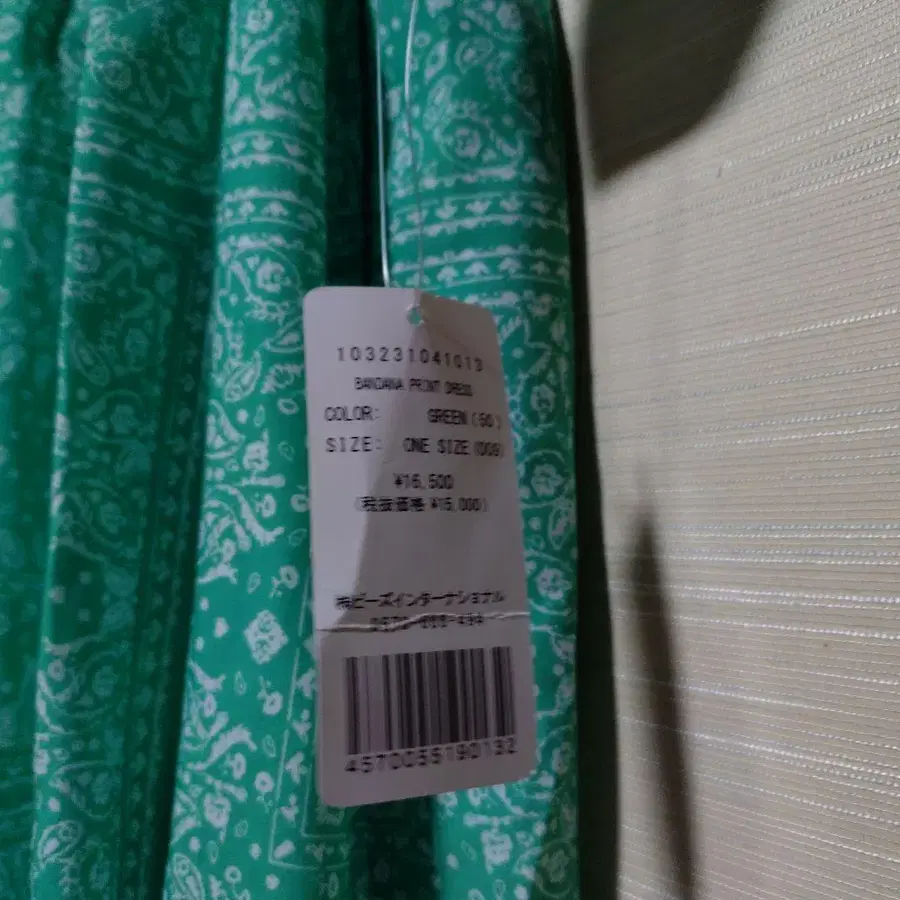 103231041013
BANDANA PRINT DRESS
COLOR: GREEN(50)
SIZE: ONE SIZE(009)
¥16,500
(税抜価格 ¥15,000)
㈱ビーズインターナショナル
4570055190132